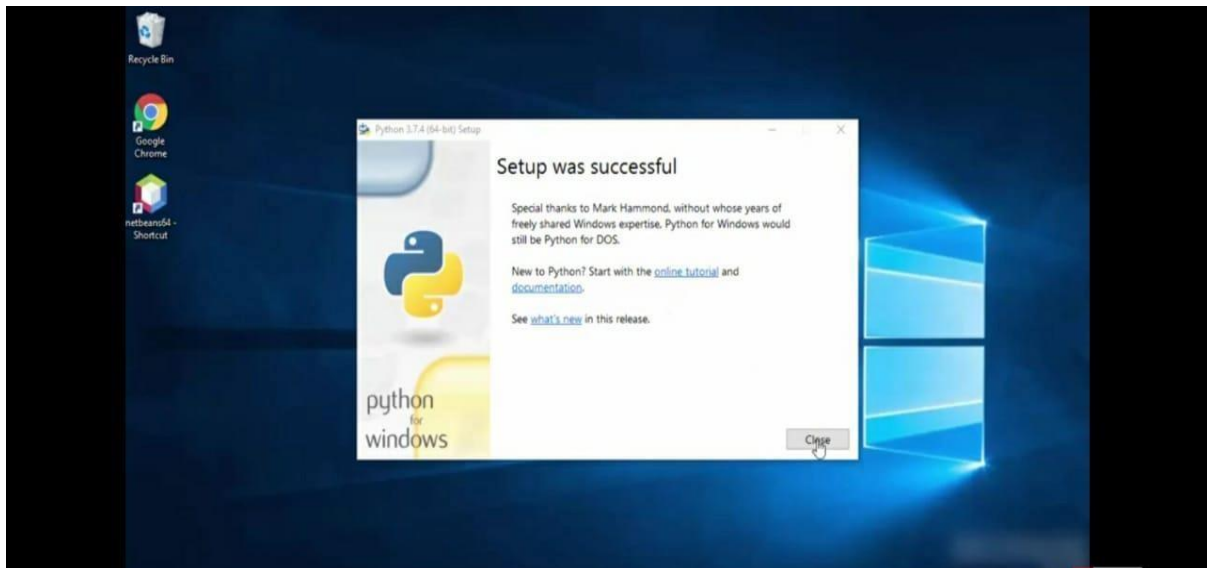 Recycle Bin
Google
Chrome
netbeans64 -
Shortcut
Python 3.7.4 (64-bit) Setup
Setup was successful
Special thanks to Mark Hammond, without whose years of
freely shared Windows expertise, Python for Windows would
still be Python for DOS.
New to Python? Start with the online tutorial and
documentation.
See what's new in this release.
python
for
windows
Close